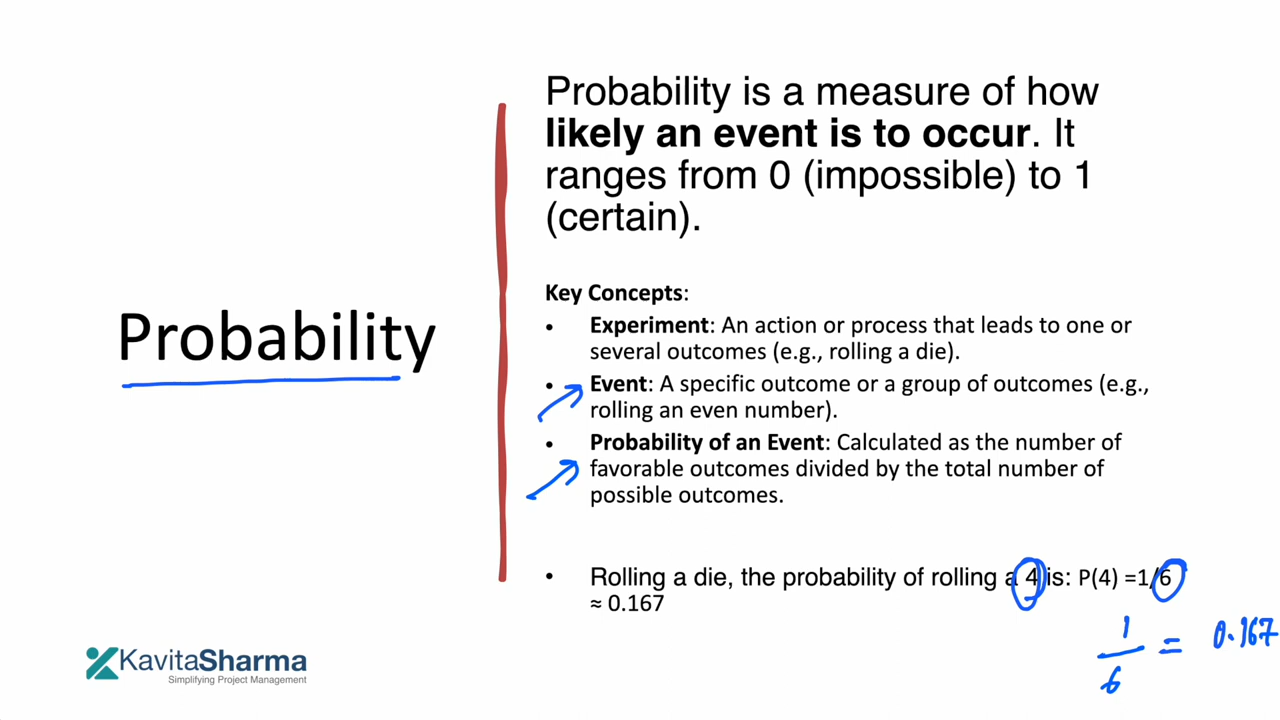 Probability is a measure of how
likely an event is to occur. It
ranges from 0 (impossible) to 1
(certain).
Probability
Key Concepts:
• Experiment: An action or process that leads to one or
several outcomes (e.g., rolling a die).
• Event: A specific outcome or a group of outcomes (e.g.,
rolling an even number).
• Probability of an Event: Calculated as the number of
favorable outcomes divided by the total number of
possible outcomes.
• Rolling a die, the probability of rolling a 4 is: P(4) =1/6
≈ 0.167
1/6 = 0.167
KavitaSharma
Simplifying Project Management